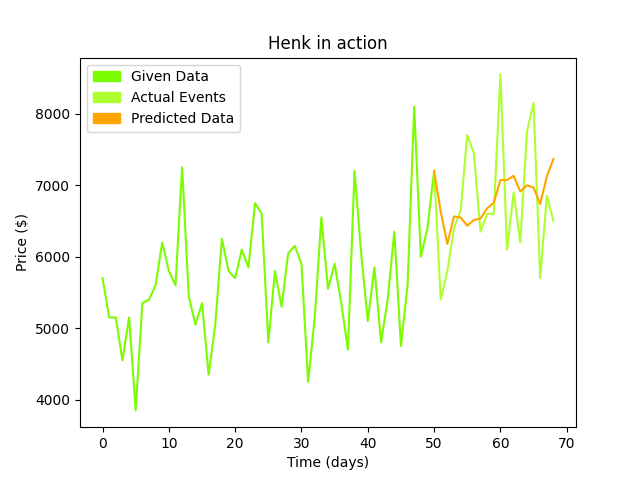 Henk in action
Given Data
Actual Events
Predicted Data
8000
7000
6000
5000
4000
Price ($)
0 10 20 30 40 50 60 70
Time (days)